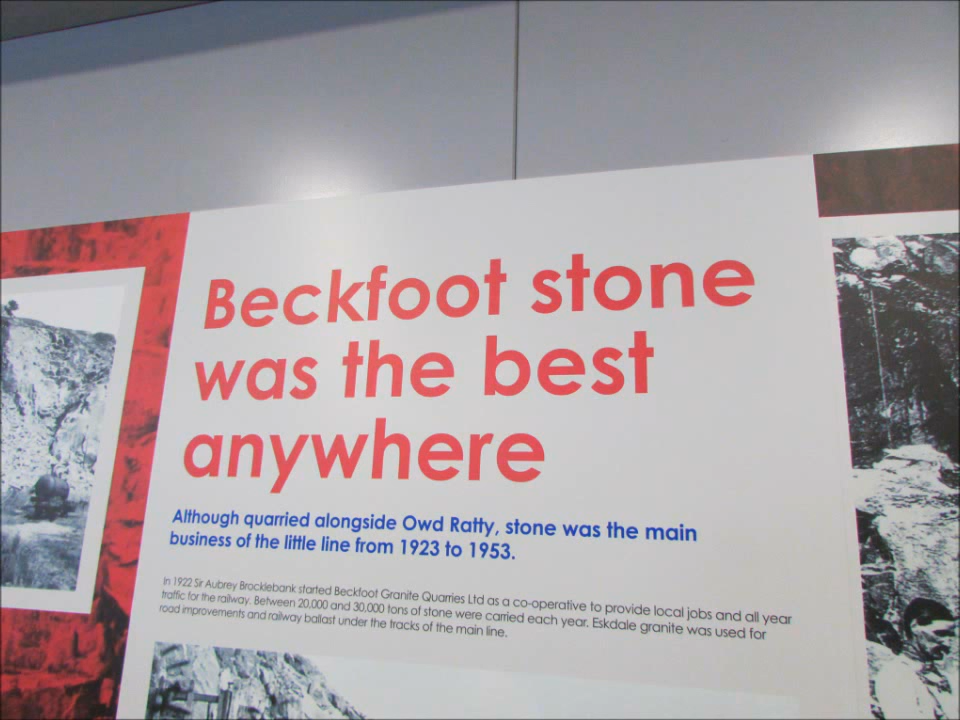 Beckfoot stone
was the best
anywhere
Although quarried alongside Owd Ratty, stone was the main
business of the little line from 1923 to 1953.
In 1922 Sir Aubrey Brocklebank started Beckfoot Granite Quarries Ltd as a co-operative to provide local jobs and all year
traffic for the railway. Between 20,000 and 30,000 tons of stone were carried each year. Eskdale granite was used for
road improvements and railway ballast under the tracks of the main line.